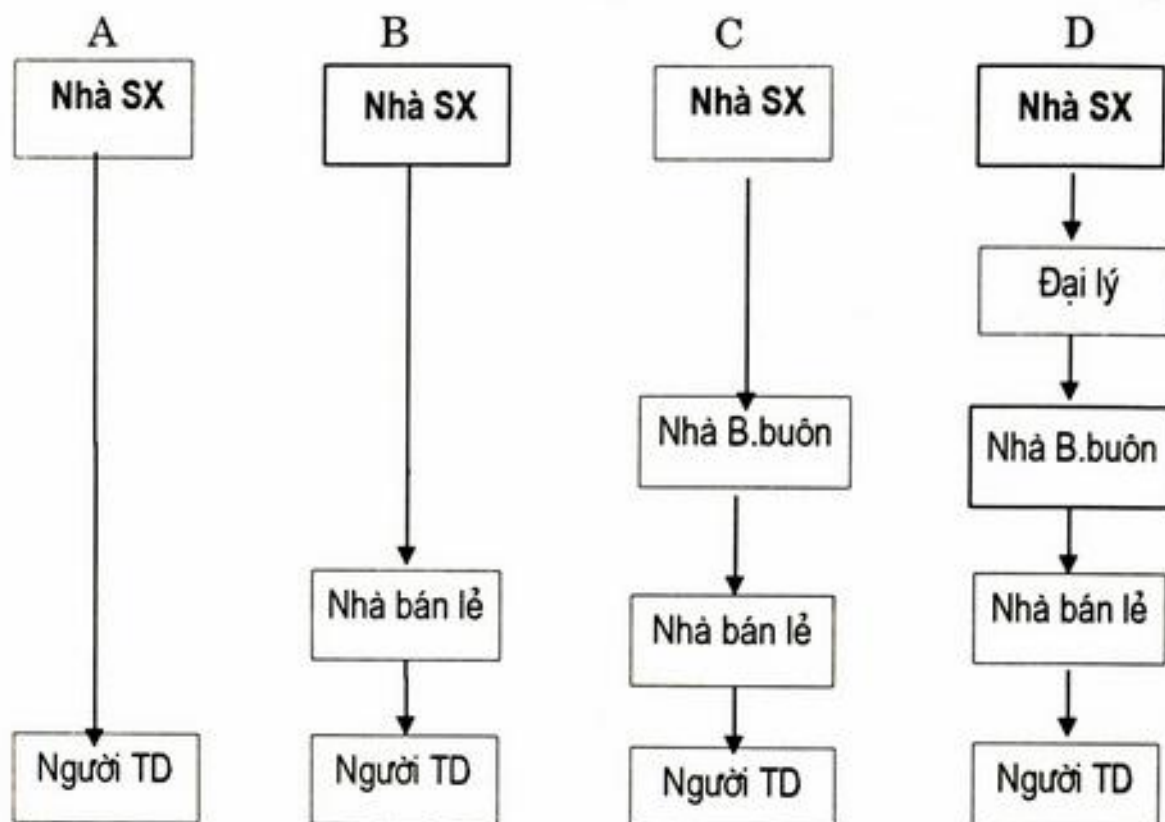 A
B
C
D
Nhà SX
Nhà SX
Nhà SX
Nhà SX
Đại lý
Nhà B.buôn
Nhà B.buôn
Nhà bán lẻ
Nhà bán lẻ
Nhà bán lẻ
Người TD
Người TD
Người TD
Người TD